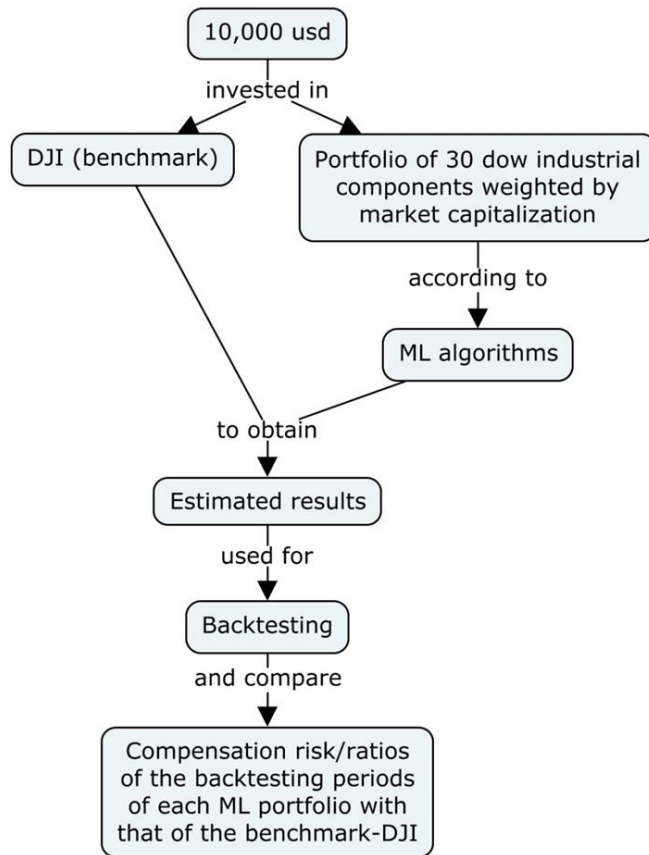 10,000 usd
invested in
DJI (benchmark)
Portfolio of 30 dow industrial
components weighted by
market capitalization
according to
ML algorithms
to obtain
Estimated results
used for
Backtesting
and compare
Compensation risk/ratios
of the backtesting periods
of each ML portfolio with
that of the benchmark-DJI